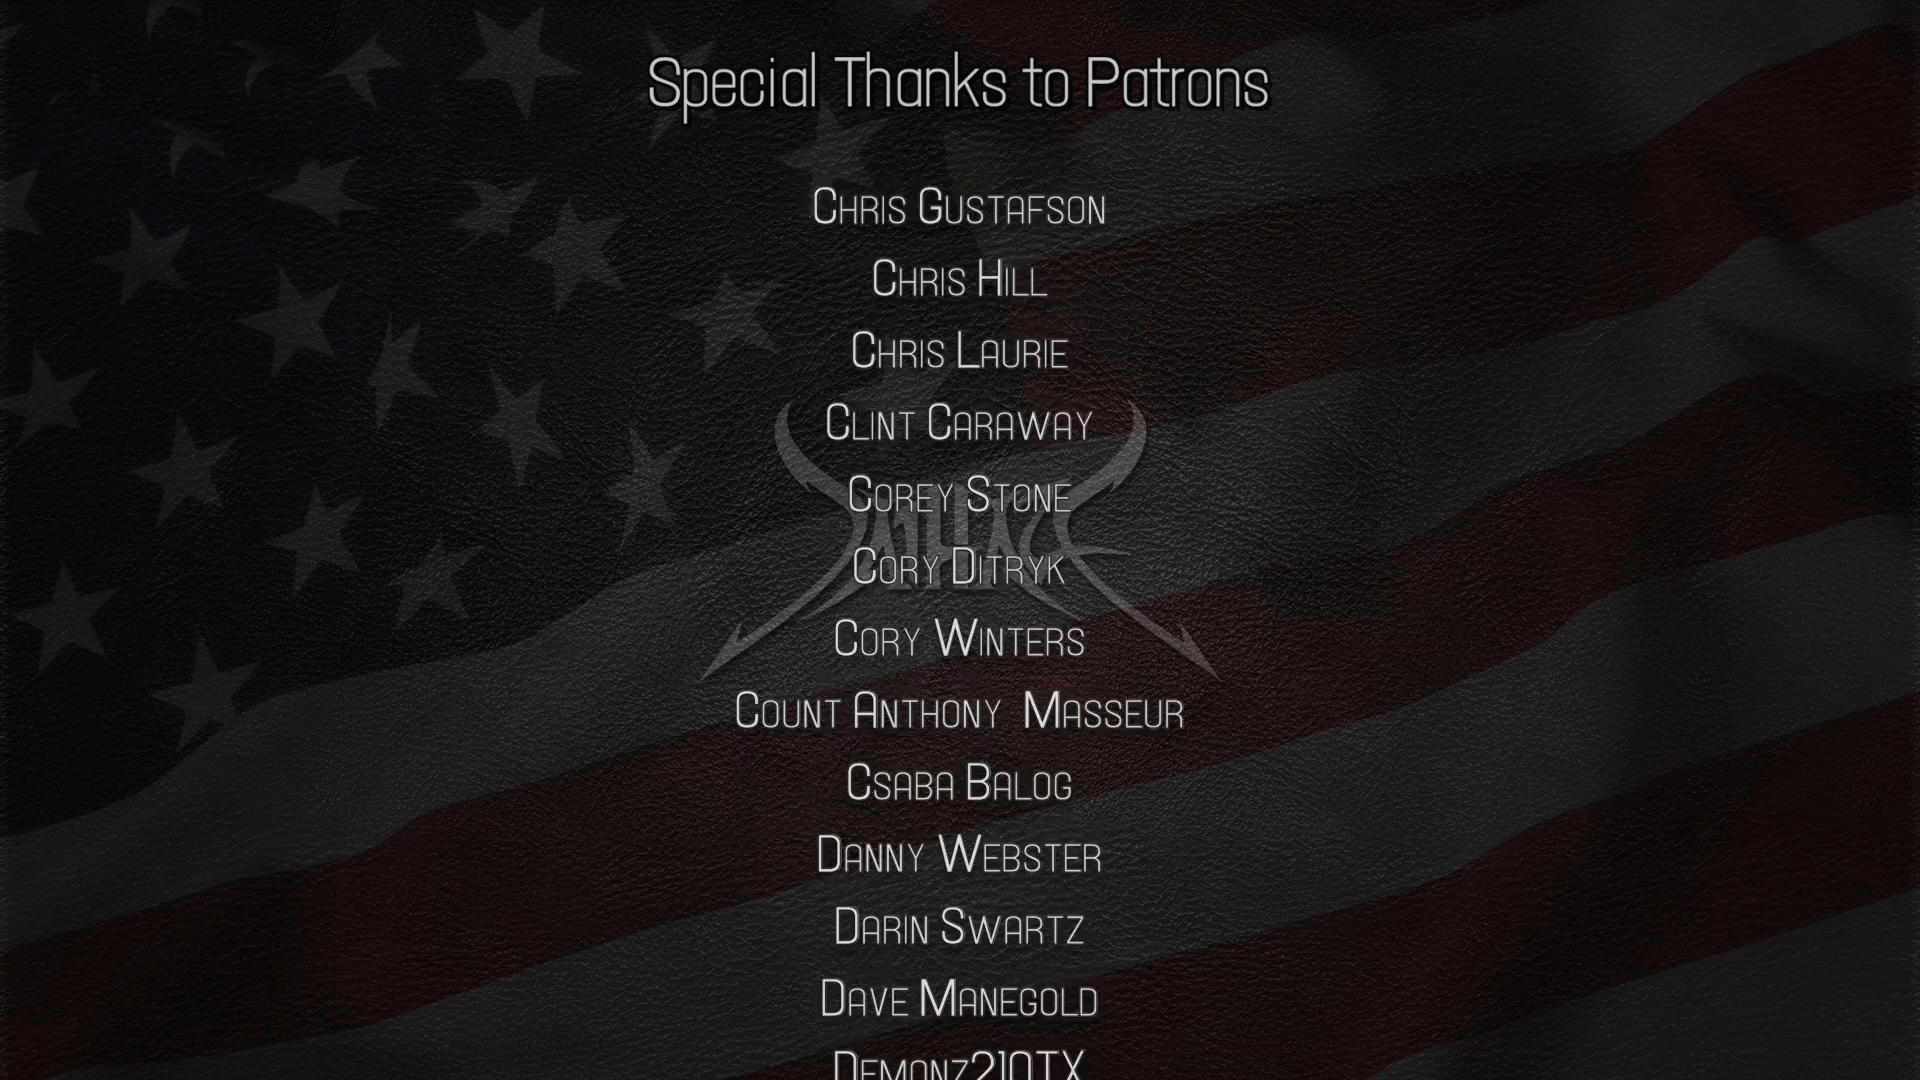 Special Thanks to Patrons
Chris Gustafson
Chris Hill
Chris Laurie
Clint Caraway
Corey Stone
Cory Ditryk
Cory Winters
Count Anthony  Masseur
Csaba Balog
Danny Webster
Darin Swartz
Dave Manegold
Demonz210TX